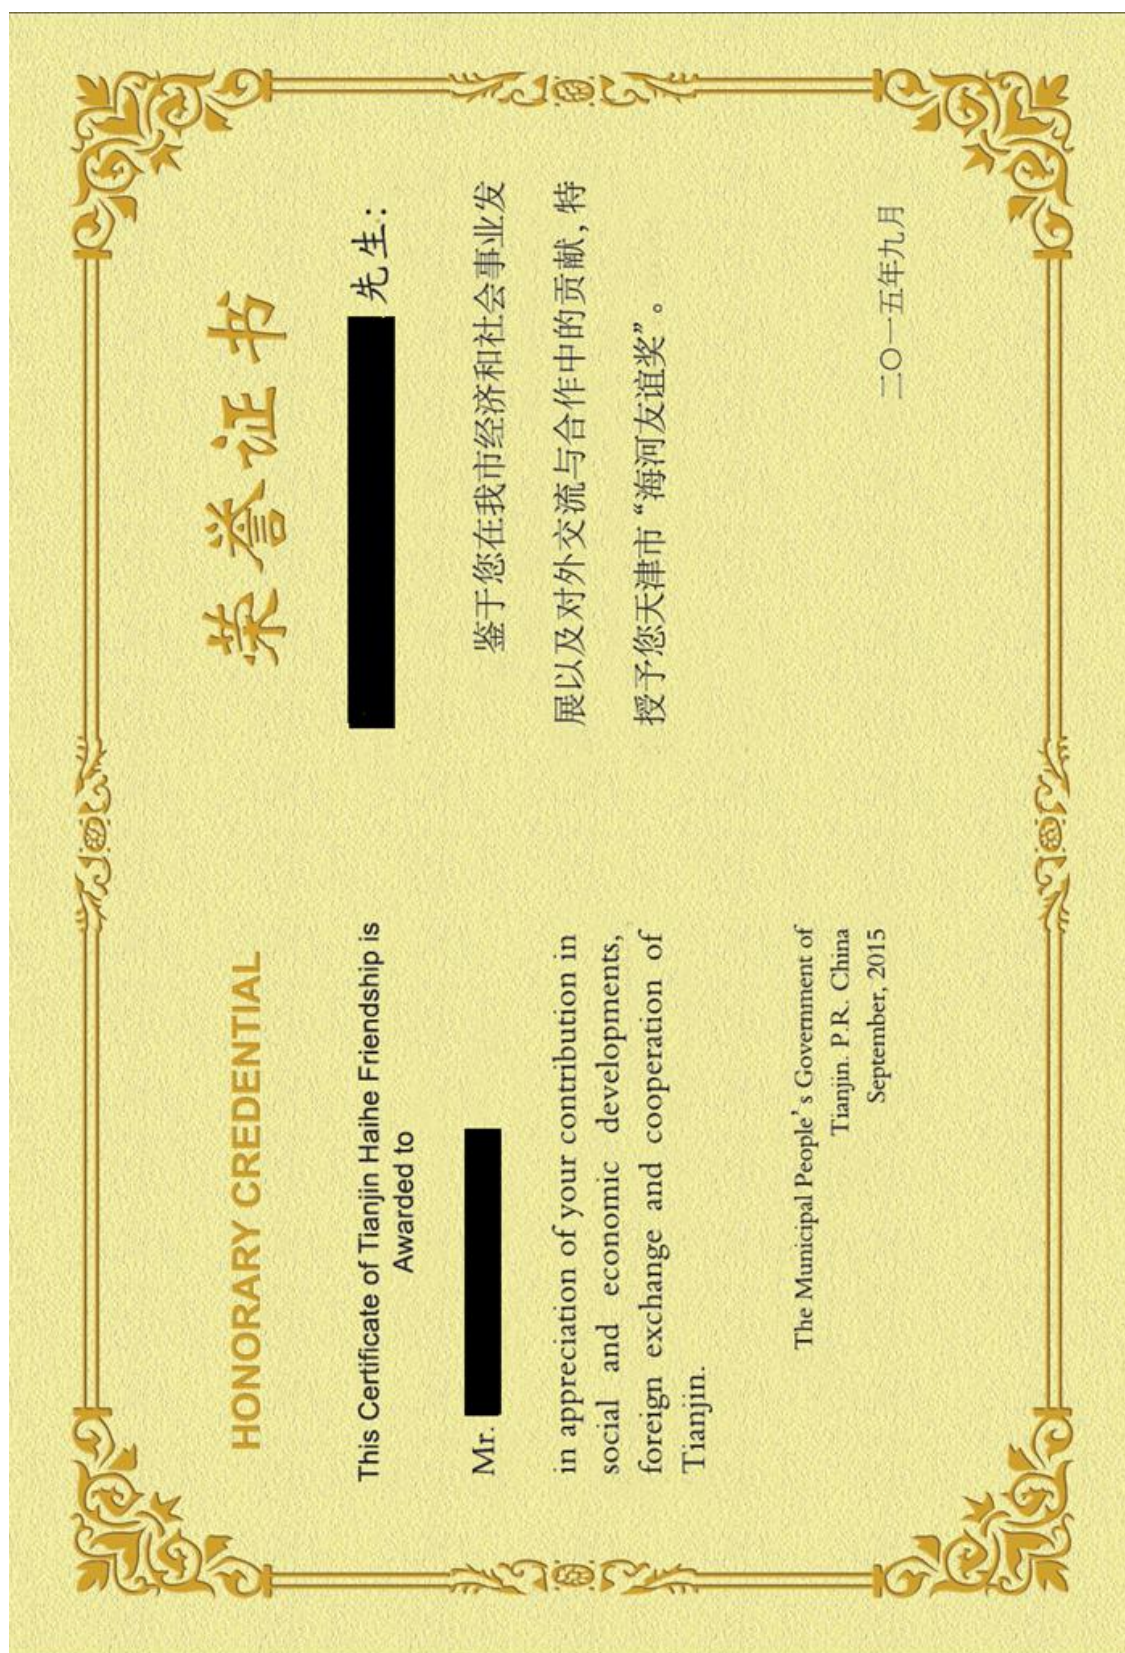 HONORARY CREDENTIAL
This Certificate of Tianjin Haihe Friendship is
Awarded to
Mr.
in appreciation of your contribution in
social and economic developments,
foreign exchange and cooperation of
Tianjin.
The Municipal People's Government of
Tianjin. P.R. China
September, 2015
荣誉证书
先生：
鉴于您在我市经济和社会事业发
展以及对外交流与合作中的贡献，特
授予您天津市“海河友谊奖”。
二〇一五年九月